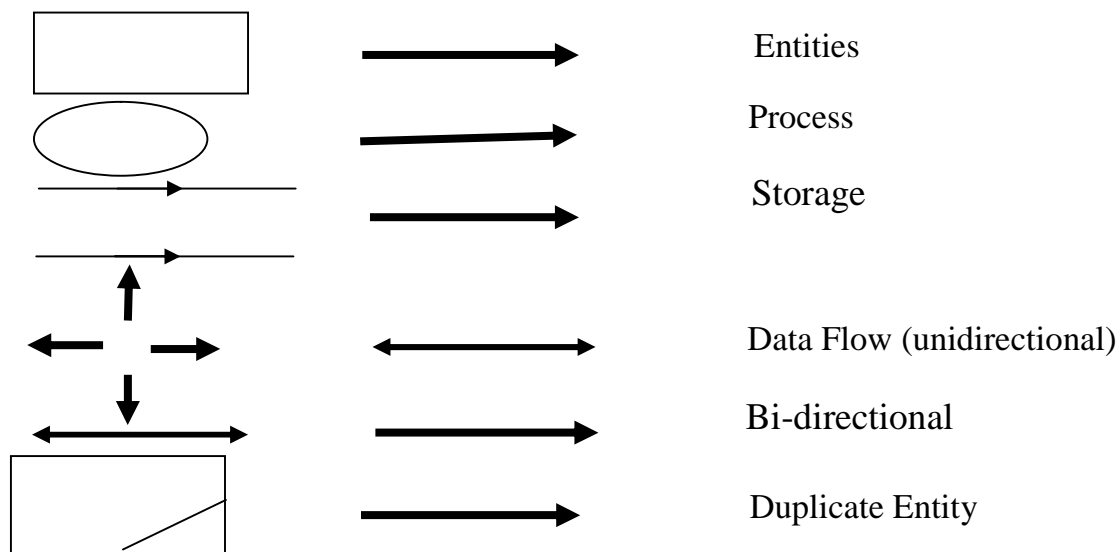 Entities
Process
Storage
Data Flow (unidirectional)
Bi-directional
Duplicate Entity